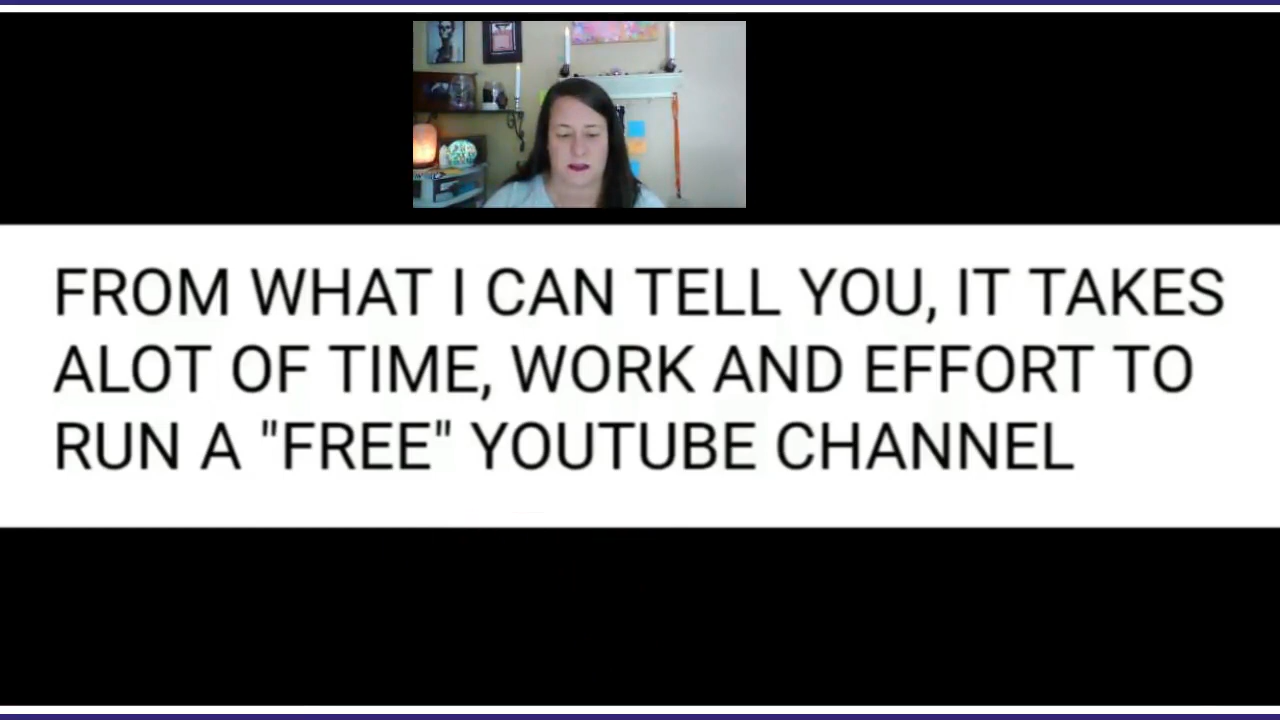 FROM WHAT I CAN TELL YOU, IT TAKES
ALOT OF TIME, WORK AND EFFORT TO
RUN A "FREE" YOUTUBE CHANNEL